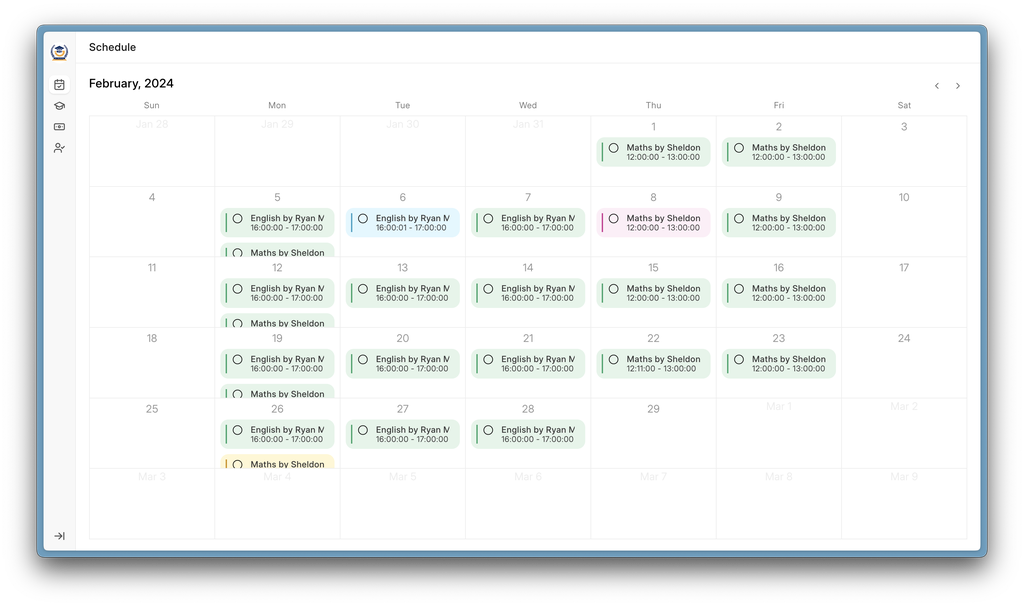 Schedule
February, 2024
Sun Mon Tue Wed Thu Fri Sat
Jan 28 Jan 29 Jan 30 Jan 31 1 2 3
Maths by Sheldon Maths by Sheldon
12:00:00 - 13:00:00 12:00:00 - 13:00:00
4 5 6 7 8 9 10
English by Ryan M English by Ryan M English by Ryan M Maths by Sheldon Maths by Sheldon
16:00:00 - 17:00:00 16:00:01 - 17:00:00 16:00:00 - 17:00:00 12:00:00 - 13:00:00 12:00:00 - 13:00:00
Maths by Sheldon
11 12 13 14 15 16 17
English by Ryan M English by Ryan M English by Ryan M Maths by Sheldon Maths by Sheldon
16:00:00 - 17:00:00 16:00:00 - 17:00:00 16:00:00 - 17:00:00 12:00:00 - 13:00:00 12:00:00 - 13:00:00
Maths by Sheldon
18 19 20 21 22 23 24
English by Ryan M English by Ryan M English by Ryan M Maths by Sheldon Maths by Sheldon
16:00:00 - 17:00:00 16:00:00 - 17:00:00 16:00:00 - 17:00:00 12:11:00 - 13:00:00 12:00:00 - 13:00:00
Maths by Sheldon
25 26 27 28 29 Mar 1 Mar 2
English by Ryan M English by Ryan M English by Ryan M
16:00:00 - 17:00:00 16:00:00 - 17:00:00 16:00:00 - 17:00:00
Maths by Sheldon
Mar 3 Mar 4 Mar 5 Mar 6 Mar 7 Mar 8 Mar 9